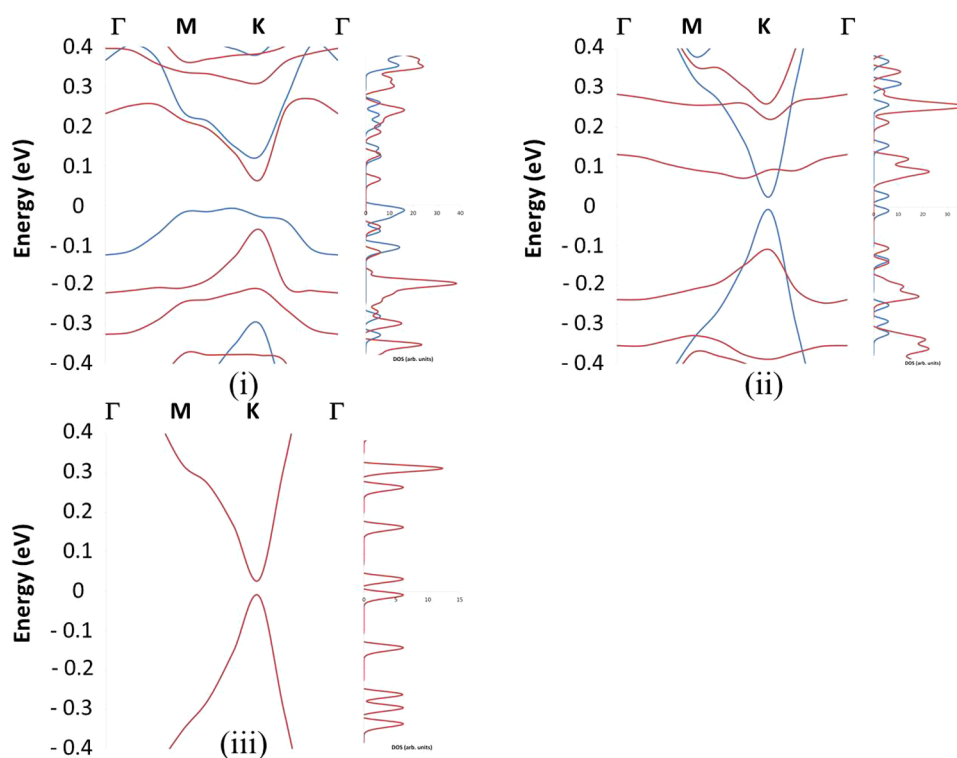 Γ M K Γ
Energy (eV)
0.4
0.3
0.2
0.1
0
- 0.1
- 0.2
- 0.3
- 0.4
0 10 20 30 40
DOS (arb. units)
(i)
Γ M K Γ
Energy (eV)
0.4
0.3
0.2
0.1
0
- 0.1
- 0.2
- 0.3
- 0.4
0 10 20 30
DOS (arb. units)
(ii)
Γ M K Γ
Energy (eV)
0.4
0.3
0.2
0.1
0
- 0.1
- 0.2
- 0.3
- 0.4
0 5 10 15
DOS (arb. units)
(iii)